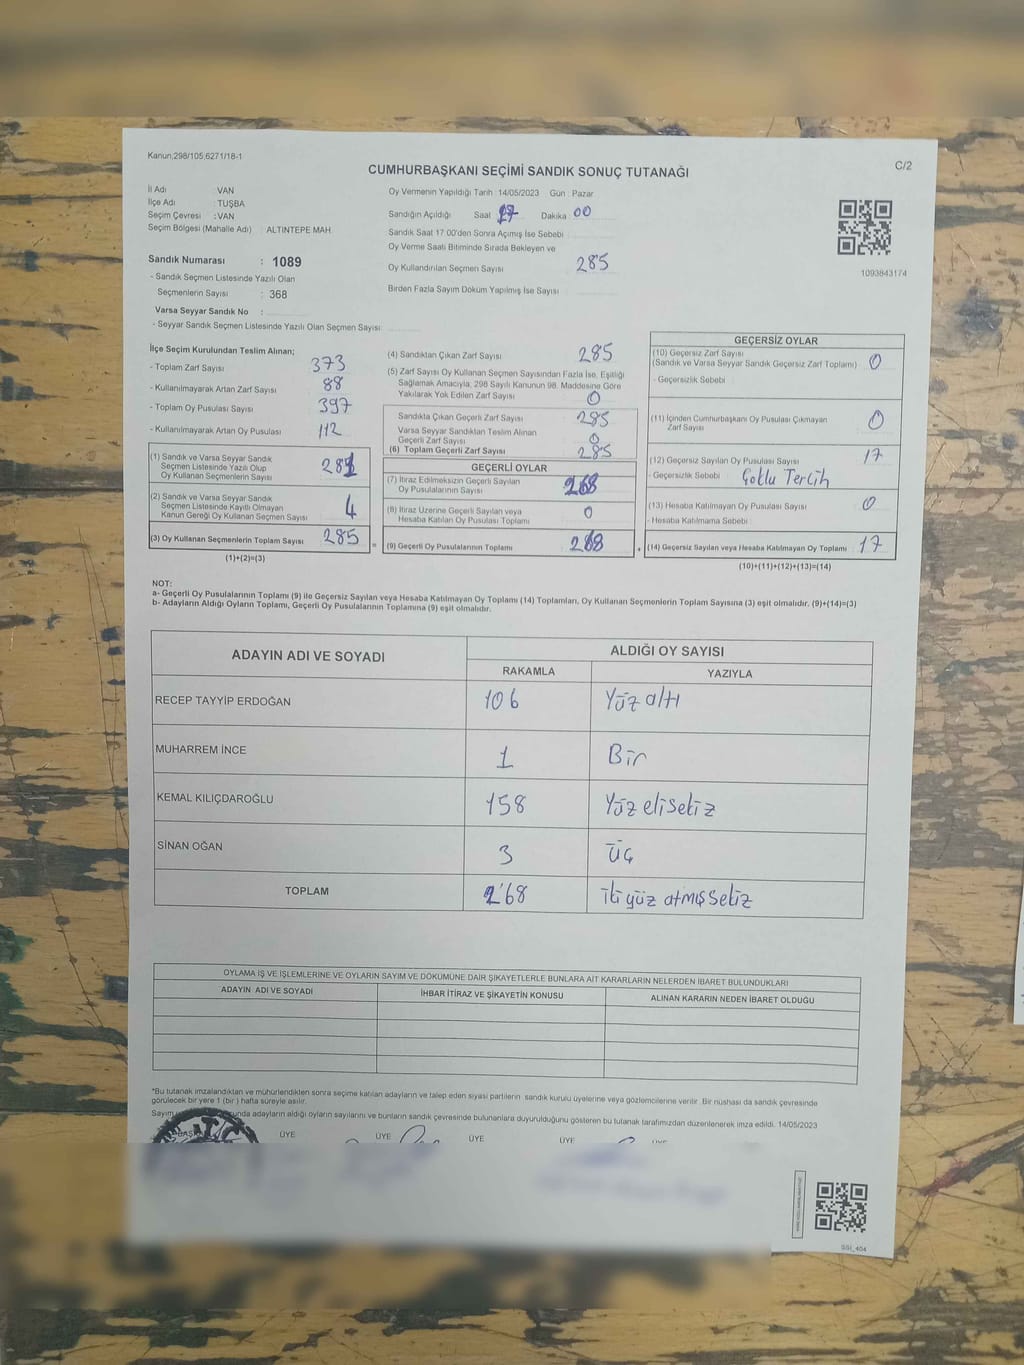 Kanun,298/105,6271/18-1
C/2
CUMHURBAŞKANI SEÇİMİ SANDIK SONUÇ TUTANAĞI
İl Adı : VAN
İlçe Adı : TUŞBA
Seçim Çevresi : VAN
Seçim Bölgesi (Mahalle Adı) : ALTINTEPE MAH.
Sandık Numarası : 1089
- Sandık Seçmen Listesinde Yazılı Olan
Seçmenlerin Sayısı : 368
Varsa Seyyar Sandık No :
- Seyyar Sandık Seçmen Listesinde Yazılı Olan Seçmen Sayısı
Oy Vermenin Yapıldığı Tarih 14/05/2023 Gün : Pazar
Sandığın Açıldığı Saat 17 Dakika : 00
Sandık Saat 17.00'den Sonra Açımış İse Sebebi
Oy Verme Saati Bitiminde Sırada Bekleyen ve
Oy Kullandırılan Seçmen Sayısı 285
Birden Fazla Sayım Döküm Yapılmış İse Sayısı
1093843174
İlçe Seçim Kurulundan Teslim Alınan;
- Toplam Zarf Sayısı 373
- Kullanılmayarak Artan Zarf Sayısı 88
- Toplam Oy Pusulası Sayısı 397
- Kullanılmayarak Artan Oy Pusulası 112
(1) Sandık ve Varsa Seyyar Sandık
Seçmen Listesinde Yazılı Olup
Oy Kullanan Seçmenlerin Sayısı 281
(2) Sandık ve Varsa Seyyar Sandık
Seçmen Listesinde Kayıtlı Olmayan
Kanun Gereği Oy Kullanan Seçmen Sayısı 4
(3) Oy Kullanan Seçmenlerin Toplam Sayısı 285
(1)+(2)=(3)
(4) Sandıktan Çıkan Zarf Sayısı 285
(5) Zarf Sayısı Oy Kullanan Seçmen Sayısından Fazla İse, Eşitliği
Sağlamak Amacıyla, 298 Sayılı Kanunun 98. Maddesine Göre
Yakılarak Yok Edilen Zarf Sayısı 0
Sandıkta Çıkan Geçerli Zarf Sayısı 285
Varsa Seyyar Sandıktan Teslim Alınan
Geçerli Zarf Sayısı 0
(6) Toplam Geçerli Zarf Sayısı 285
GEÇERLİ OYLAR
(7) İtiraz Edilmeksizin Geçerli Sayılan
Oy Pusulalarının Sayısı 268
(8) İtiraz Üzerine Geçerli Sayılan veya
Hesaba Katılan Oy Pusulası Toplamı 0
= (9) Geçerli Oy Pusulalarının Toplamı 268
GEÇERSİZ OYLAR
(10) Geçersiz Zarf Sayısı
(Sandık ve Varsa Seyyar Sandık Geçersiz Zarf Toplamı) 0
- Geçersizlik Sebebi
(11) İçinden Cumhurbaşkanı Oy Pusulası Çıkmayan
Zarf Sayısı 0
(12) Geçersiz Sayılan Oy Pusulası Sayısı 17
- Geçersizlik Sebebi Çoklu Tercih
(13) Hesaba Katılmayan Oy Pusulası Sayısı 0
- Hesaba Katılmama Sebebi
+ (14) Geçersiz Sayılan veya Hesaba Katılmayan Oy Toplamı 17
(10)+(11)+(12)+(13)=(14)
NOT:
a- Geçerli Oy Pusulalarının Toplamı (9) ile Geçersiz Sayılan veya Hesaba Katılmayan Oy Toplamı (14) Toplamları, Oy Kullanan Seçmenlerin Toplam Sayısına (3) eşit olmalıdır. (9)+(14)=(3)
b- Adayların Aldığı Oyların Toplamı, Geçerli Oy Pusulalarının Toplamına (9) eşit olmalıdır.
ADAYIN ADI VE SOYADI ALDIĞI OY SAYISI
RAKAMLA YAZIYLA
RECEP TAYYİP ERDOĞAN 106 Yüz altı
MUHARREM İNCE 1 Bir
KEMAL KILIÇDAROĞLU 158 Yüz elisekiz
SİNAN OĞAN 3 üç
TOPLAM 268 iki yüz atmış sekiz
OYLAMA İŞ VE İŞLEMLERİNE VE OYLARIN SAYIM VE DÖKÜMÜNE DAİR ŞİKAYETLERLE BUNLARA AİT KARARLARIN NELERDEN İBARET BULUNDUKLARI
ADAYIN ADI VE SOYADI İHBAR İTİRAZ VE ŞİKAYETİN KONUSU ALINAN KARARIN NEDEN İBARET OLDUĞU
*Bu tutanak imzalandıktan ve mühürlendikten sonra seçime katılan adayların ve talep eden siyasi partilerin sandık kurulu üyelerine veya gözlemcilerine verilir. Bir nüshası da sandık çevresinde
görülecek bir yere 1 (bir) hafta süreyle asılır.
Sayım adayların aldığı oyların sayılarını ve bunların sandık çevresinde bulunanlara duyurulduğunu gösteren bu tutanak tarafımızdan düzenlenerek imza edildi. 14/05/2023
ÜYE ÜYE ÜYE ÜYE
SSI_404